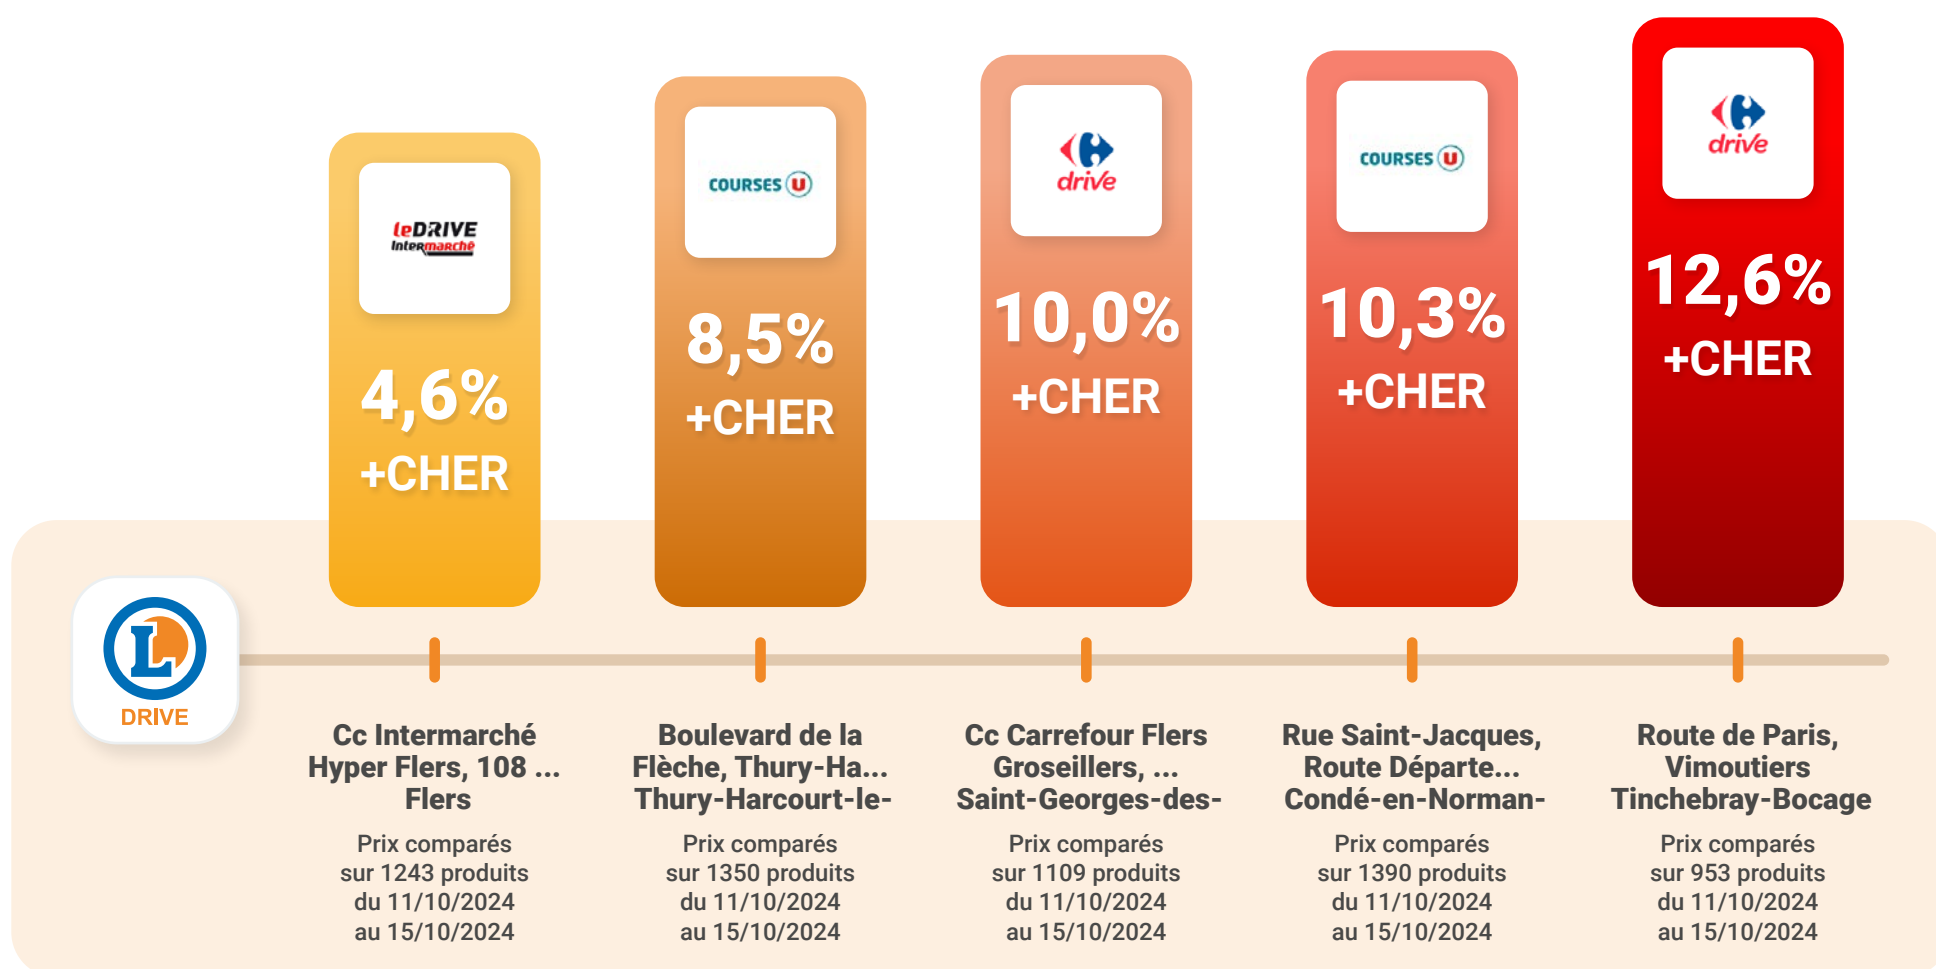 leDRIVE
Intermarché
4,6%
+CHER
COURSES U
8,5%
+CHER
drive
10,0%
+CHER
COURSES U
10,3%
+CHER
drive
12,6%
+CHER
L
DRIVE
Cc Intermarché
Hyper Flers, 108 ...
Flers
Prix comparés
sur 1243 produits
du 11/10/2024
au 15/10/2024
Boulevard de la
Flèche, Thury-Ha...
Thury-Harcourt-le-
Prix comparés
sur 1350 produits
du 11/10/2024
au 15/10/2024
Cc Carrefour Flers
Groseillers, ...
Saint-Georges-des-
Prix comparés
sur 1109 produits
du 11/10/2024
au 15/10/2024
Rue Saint-Jacques,
Route Départe...
Condé-en-Norman-
Prix comparés
sur 1390 produits
du 11/10/2024
au 15/10/2024
Route de Paris,
Vimoutiers
Tinchebray-Bocage
Prix comparés
sur 953 produits
du 11/10/2024
au 15/10/2024